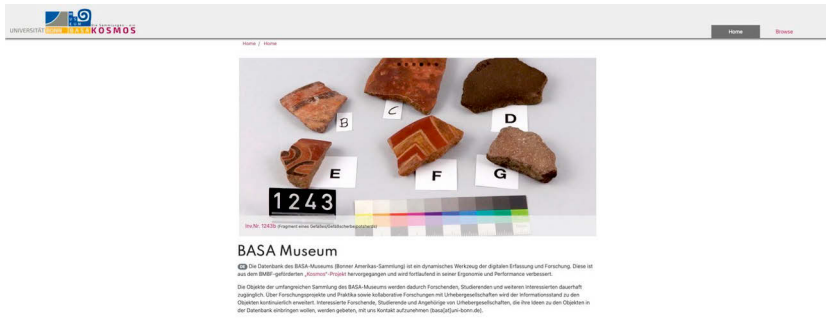 UNIVERSITÄT BONN BASA KOSMOS
Home Browse
Home / Home
B
C
D
E
F
G
1243
Inv.Nr. 1243b (Fragment eines Gefäßes/Gefäßscherbe
BASA Museum
DE Die Datenbank des BASA-Museums (Bonner Amerikas-Sammlung) ist ein dynamisches Werkzeug der digitalen Erfassung und Forschung. Diese ist
aus dem BMBF-geförderten „Kosmos“-Projekt hervorgegangen und wird fortlaufend in seiner Ergonomie und Performance verbessert.
Die Objekte der umfangreichen Sammlung des BASA-Museums werden dadurch Forschenden, Studierenden und weiteren Interessierten dauerhaft
zugänglich. Über Forschungsprojekte und Praktika sowie kollaborative Forschungen mit Urhebergesellschaften wird der Informationsstand zu den
Objekten kontinuierlich erweitert. Interessierte Forschende, Studierende und Angehörige von Urhebergesellschaften, die ihre Ideen zu den Objekten in
der Datenbank einbringen wollen, werden gebeten, mit uns Kontakt aufzunehmen (basa[at]uni-bonn.de).